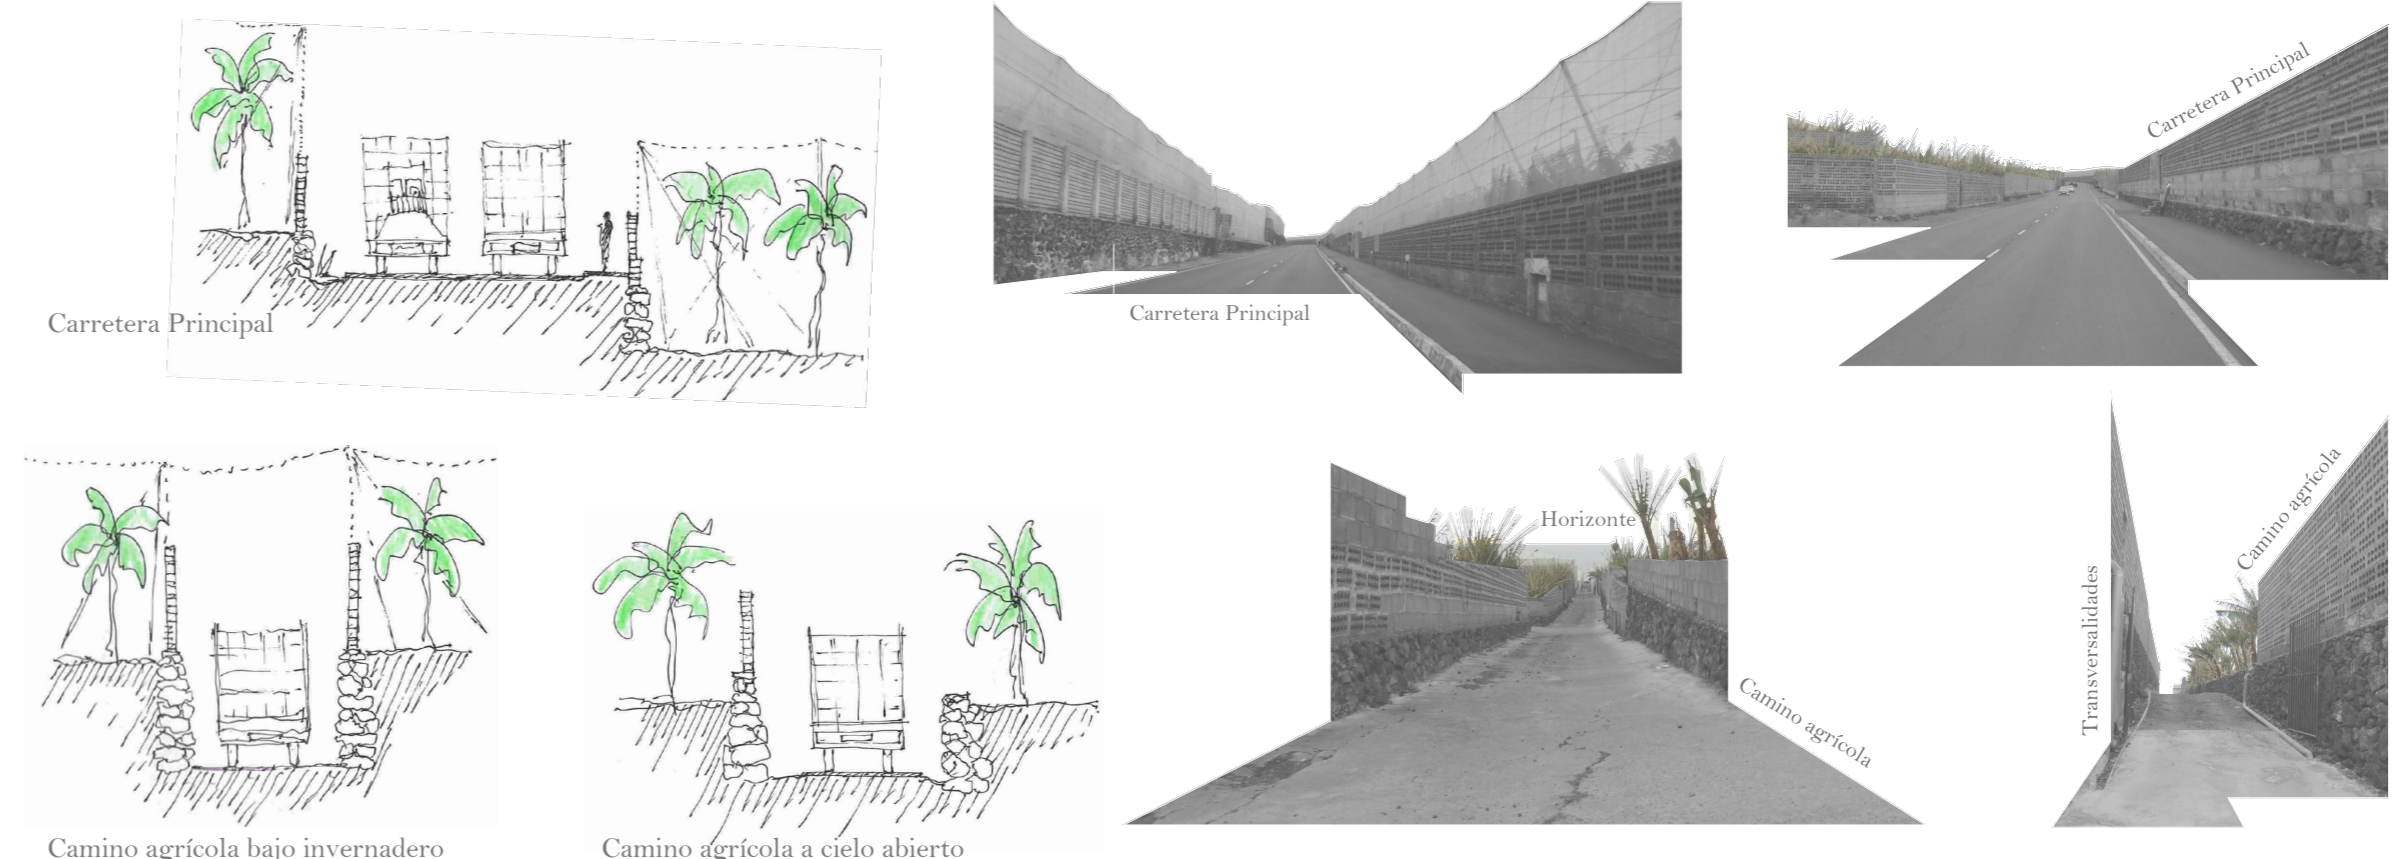 Carretera Principal
Carretera Principal
Carretera Principal
Horizonte
Camino agrícola
Transversalidades
Camino agrícola
Camino agrícola bajo invernadero
Camino agrícola a cielo abierto